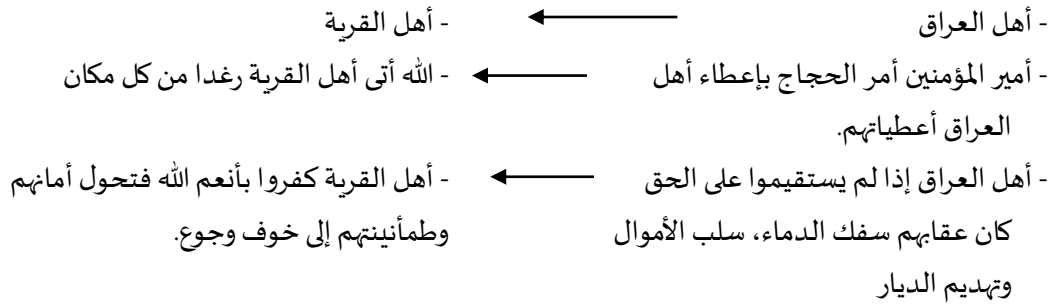 - أهل العراق
- أهل القرية
- أمير المؤمنين أمر الحجاج بإعطاء أهل
العراق أعطياتهم.
- الله أتى أهل القرية رغدا من كل مكان
- أهل العراق إذا لم يستقيموا على الحق
كان عقابهم سفك الدماء، سلب الأموال
وتهديم الديار
- أهل القرية كفروا بأنعم الله فتحول أمانهم
وطمأنينتهم إلى خوف وجوع.